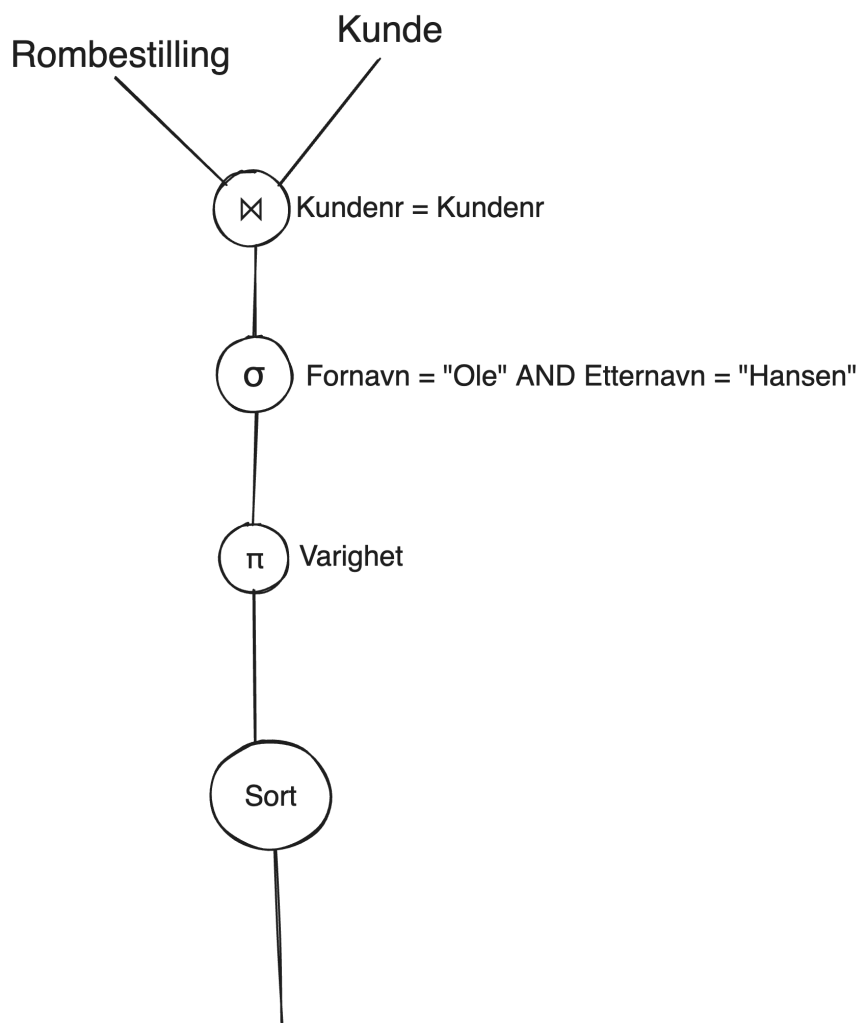 Rombestilling
Kunde
⋈ Kundenr = Kundenr
σ Fornavn = "Ole" AND Etternavn = "Hansen"
π Varighet
Sort